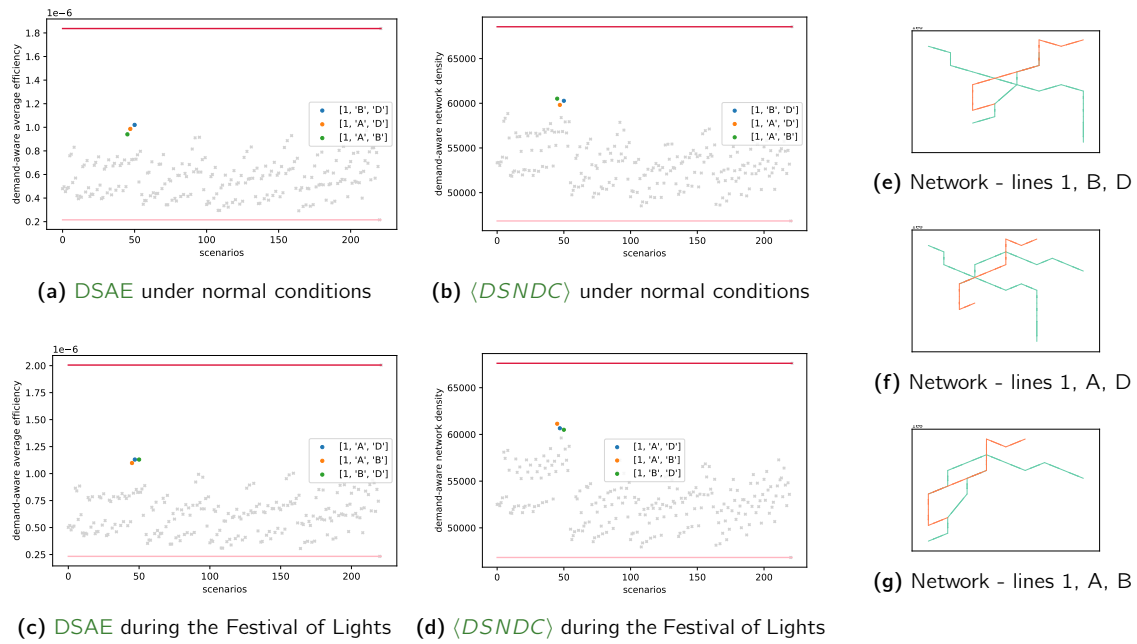 1e−6
1.8
1.6
1.4
1.2
1.0
0.8
0.6
0.4
0.2
demand-aware average efficiency
[1, 'B', 'D']
[1, 'A', 'D']
[1, 'A', 'B']
0 50 100 150 200
scenarios
(a) DSAE under normal conditions
65000
60000
55000
50000
demand-aware network density
[1, 'B', 'D']
[1, 'A', 'D']
[1, 'A', 'B']
0 50 100 150 200
scenarios
(b) ⟨DSNDC⟩ under normal conditions
(e) Network - lines 1, B, D
(f) Network - lines 1, A, D
1e−6
2.00
1.75
1.50
1.25
1.00
0.75
0.50
0.25
demand-aware average efficiency
[1, 'A', 'D']
[1, 'A', 'B']
[1, 'B', 'D']
0 50 100 150 200
scenarios
(c) DSAE during the Festival of Lights
65000
60000
55000
50000
demand-aware network density
[1, 'A', 'D']
[1, 'A', 'B']
[1, 'B', 'D']
0 50 100 150 200
scenarios
(d) ⟨DSNDC⟩ during the Festival of Lights
(g) Network - lines 1, A, B